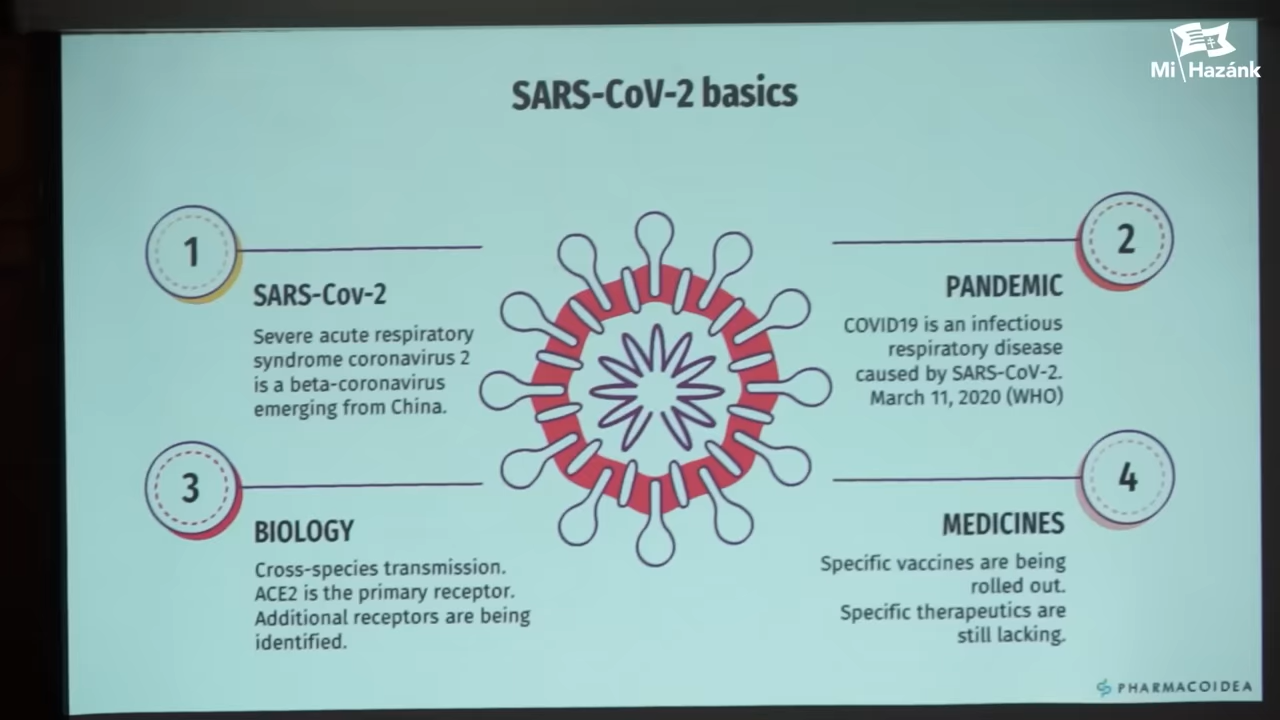 Mi Hazánk
SARS-CoV-2 basics
1
SARS-Cov-2
Severe acute respiratory
syndrome coronavirus 2
is a beta-coronavirus
emerging from China.
2
PANDEMIC
COVID19 is an infectious
respiratory disease
caused by SARS-CoV-2.
March 11, 2020 (WHO)
3
BIOLOGY
Cross-species transmission.
ACE2 is the primary receptor.
Additional receptors are being
identified.
4
MEDICINES
Specific vaccines are being
rolled out.
Specific therapeutics are
still lacking.
PHARMACOIDEA